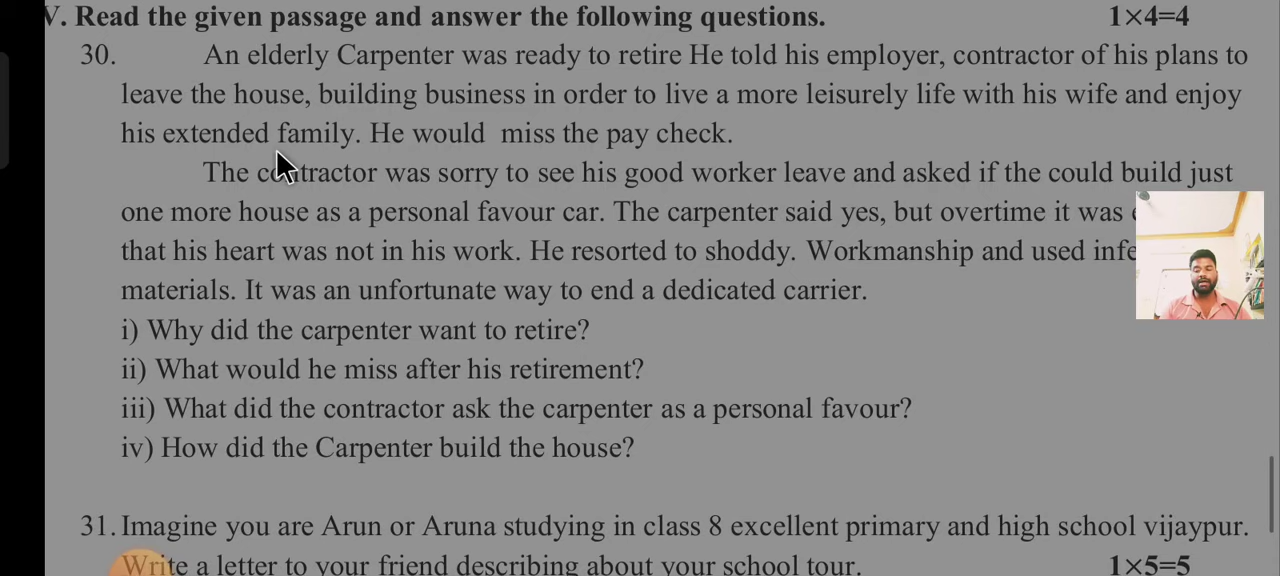 V. Read the given passage and answer the following questions. 1×4=4
30. An elderly Carpenter was ready to retire He told his employer, contractor of his plans to
leave the house, building business in order to live a more leisurely life with his wife and enjoy
his extended family. He would miss the pay check.
The contractor was sorry to see his good worker leave and asked if the could build just
one more house as a personal favour car. The carpenter said yes, but overtime it was
that his heart was not in his work. He resorted to shoddy. Workmanship and used
materials. It was an unfortunate way to end a dedicated carrier.
i) Why did the carpenter want to retire?
ii) What would he miss after his retirement?
iii) What did the contractor ask the carpenter as a personal favour?
iv) How did the Carpenter build the house?
31. Imagine you are Arun or Aruna studying in class 8 excellent primary and high school vijaypur.
Write a letter to your friend describing about your school tour. 1×5=5